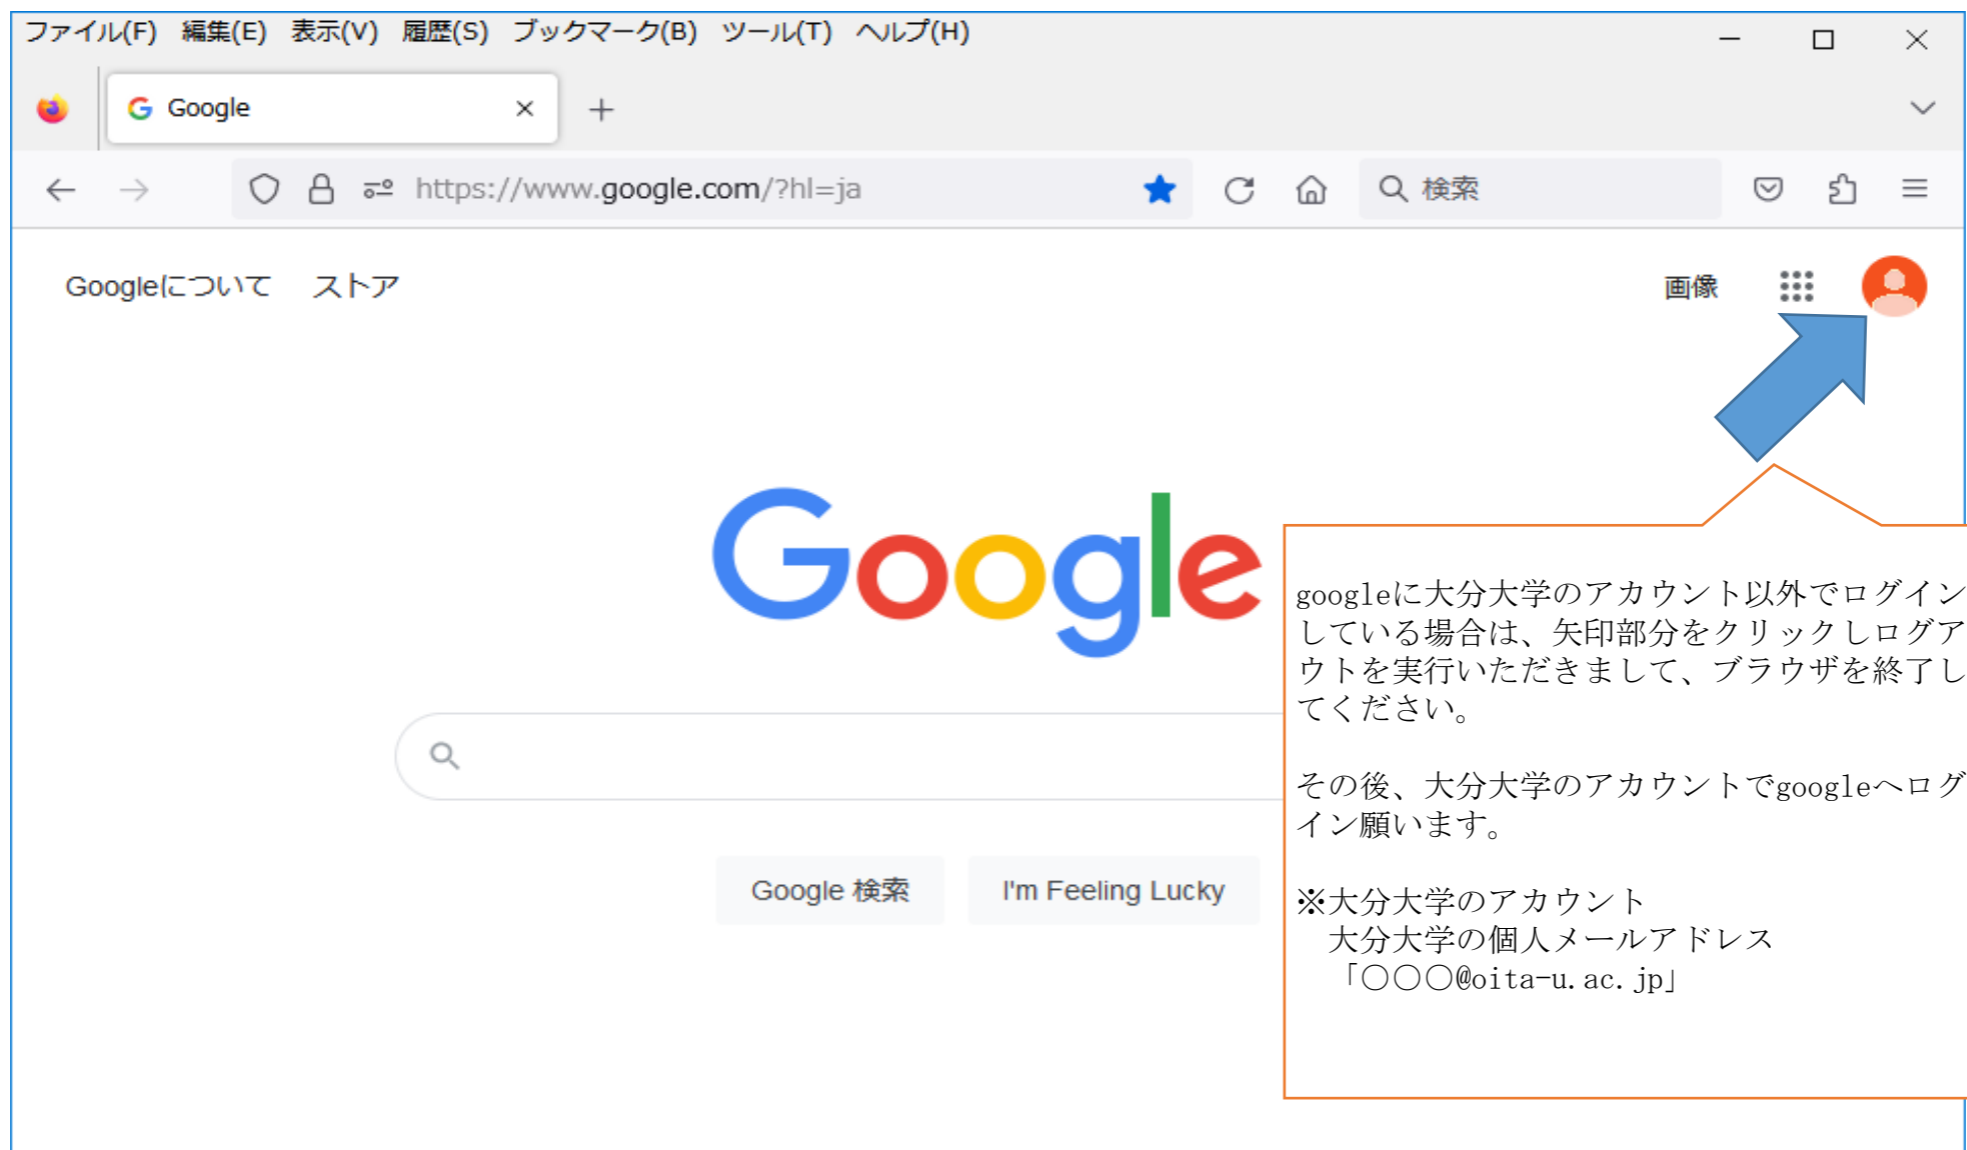 ファイル(F) 編集(E) 表示(V) 履歴(S) ブックマーク(B) ツール(T) ヘルプ(H)
Google
https://www.google.com/?hl=ja
検索
Googleについて ストア
画像
Google
googleに大分大学のアカウント以外でログイン
している場合は、矢印部分をクリックしログア
ウトを実行いただきまして、ブラウザを終了し
てください。
その後、大分大学のアカウントでgoogleへログ
イン願います。
※大分大学のアカウント
大分大学の個人メールアドレス
「○○○@oita-u.ac.jp」
Google 検索
I'm Feeling Lucky